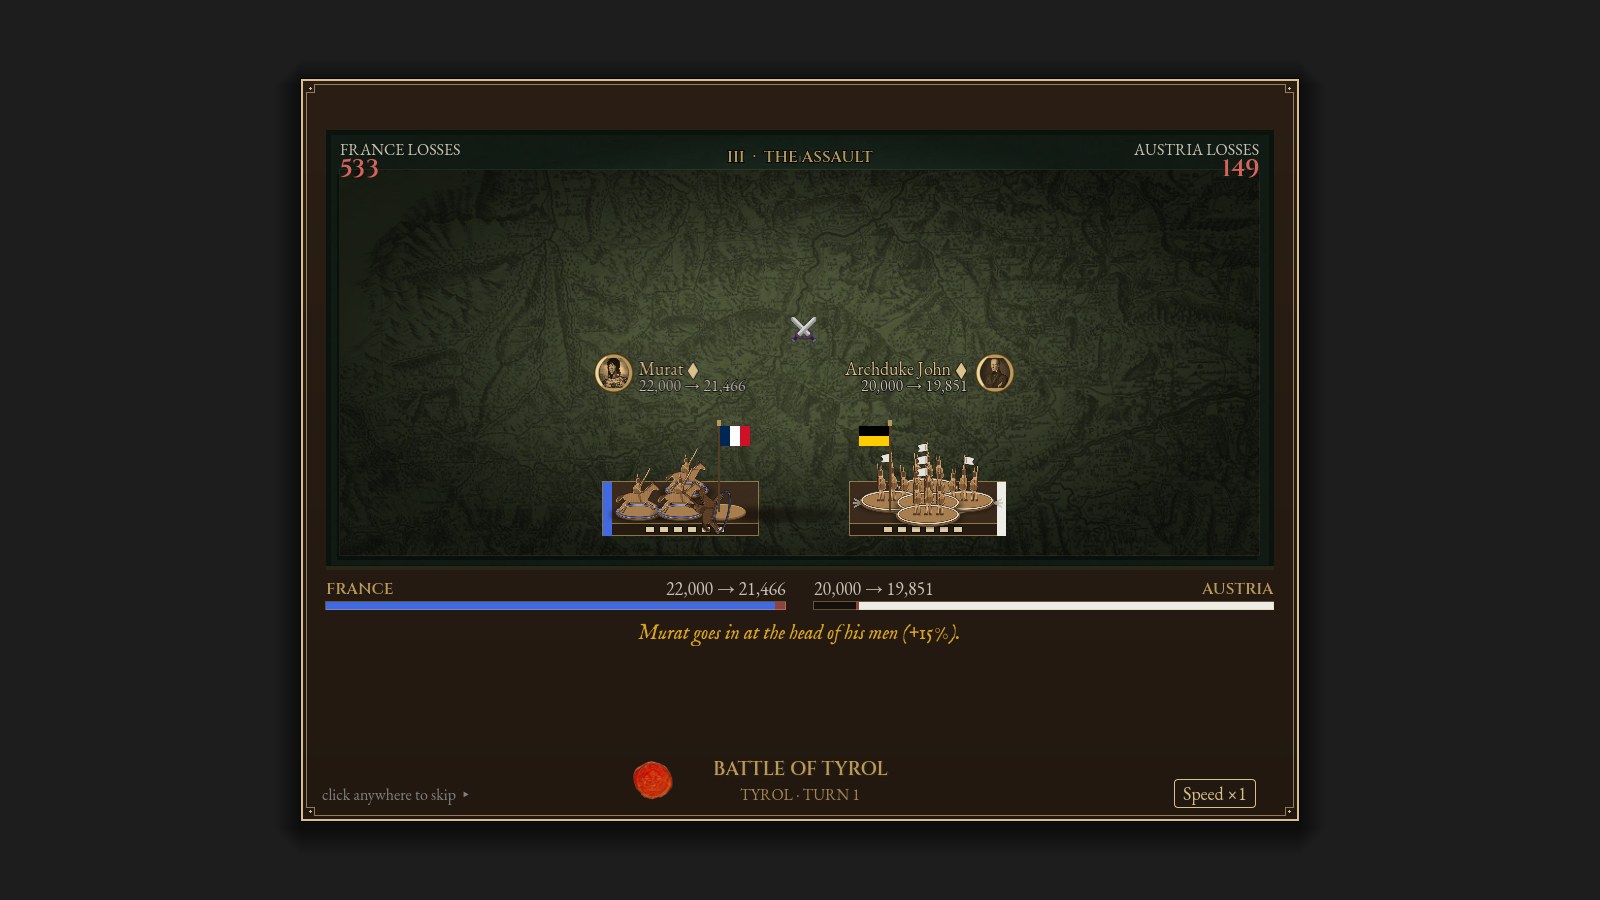 FRANCE LOSSES
533
III · THE ASSAULT
AUSTRIA LOSSES
149
Murat
22,000 → 21,466
Archduke John
20,000 → 19,851
FRANCE
22,000 → 21,466
20,000 → 19,851
AUSTRIA
Murat goes in at the head of his men (+15%).
BATTLE OF TYROL
TYROL · TURN 1
click anywhere to skip ▸
Speed ×1